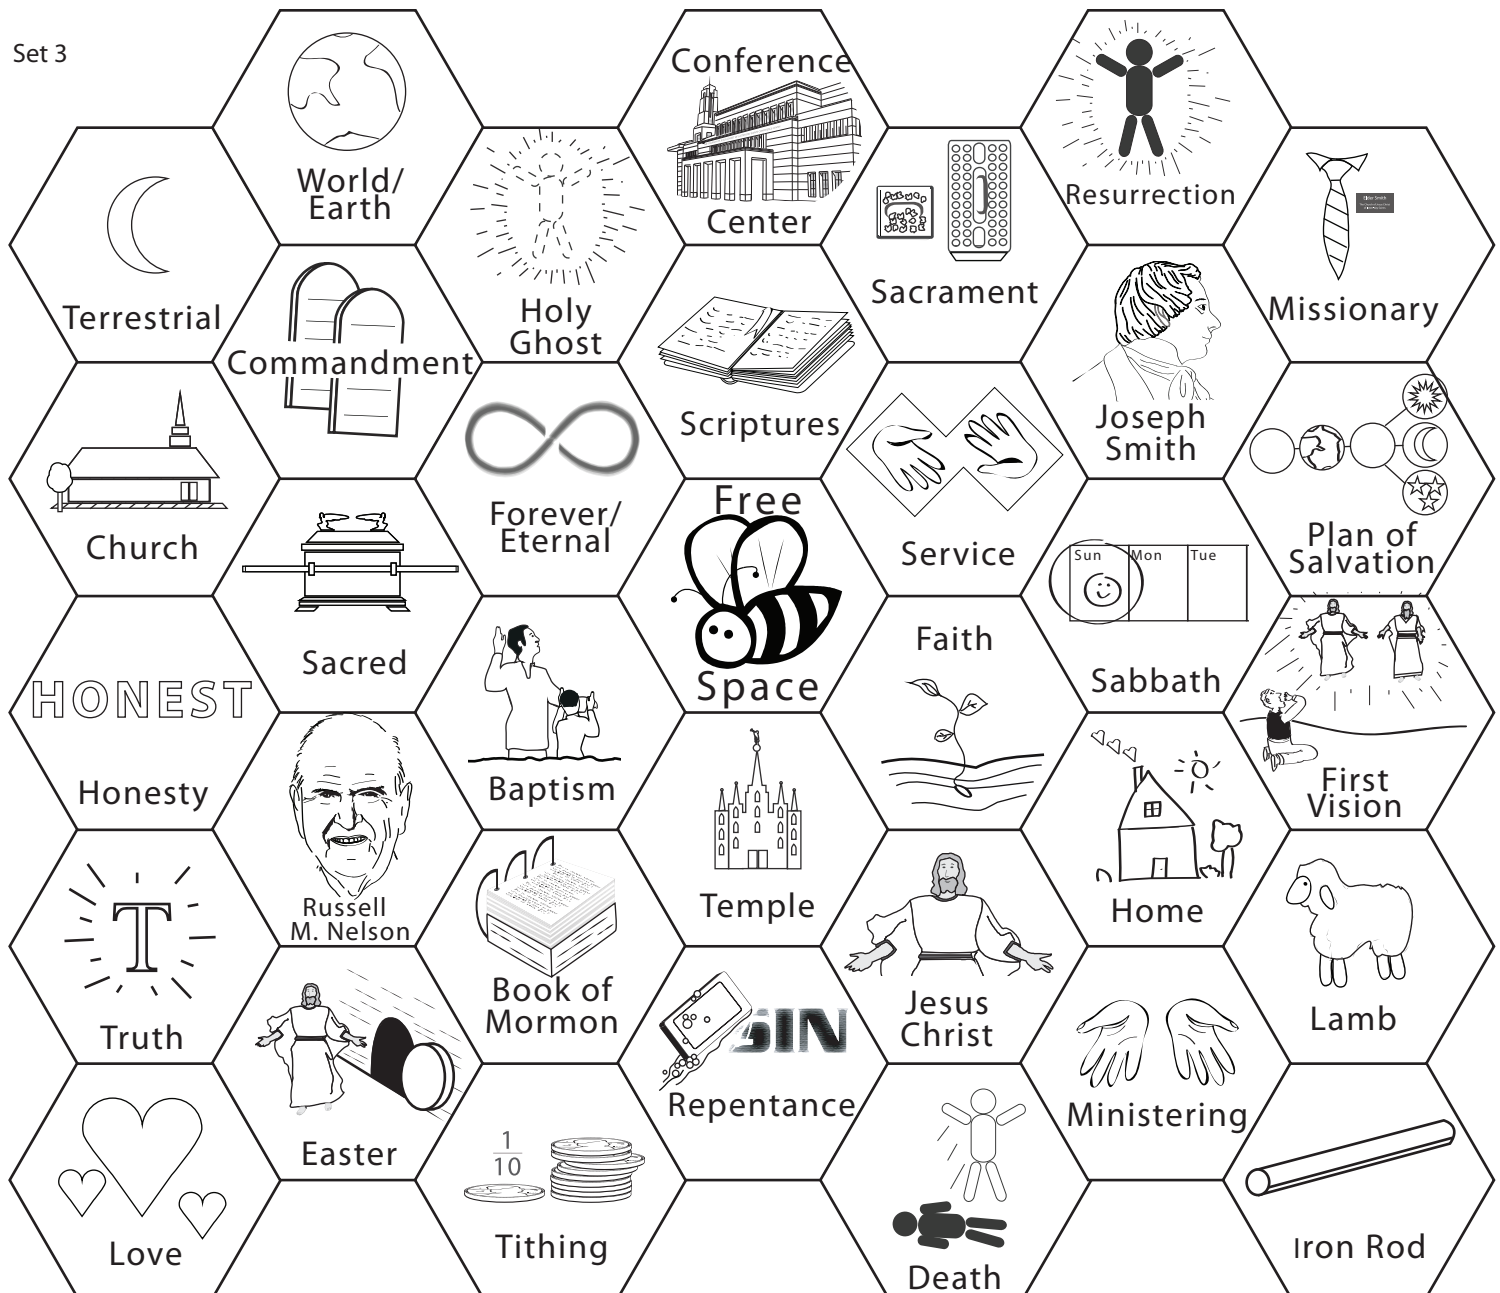 Set 3
World/
Earth
Conference
Center
Resurrection
Terrestrial
Holy
Ghost
Sacrament
Elder Smith
Missionary
Commandment
Scriptures
Joseph
Smith
Church
Forever/
Eternal
Service
Plan of
Salvation
Sacred
Free
Space
Sun Mon Tue
Sabbath
HONEST
Honesty
Baptism
Faith
First
Vision
Russell
M. Nelson
Temple
Home
T
Truth
Book of
Mormon
Jesus
Christ
Lamb
Easter
SIN
Repentance
Ministering
Love
1
10
Tithing
Death
Iron Rod